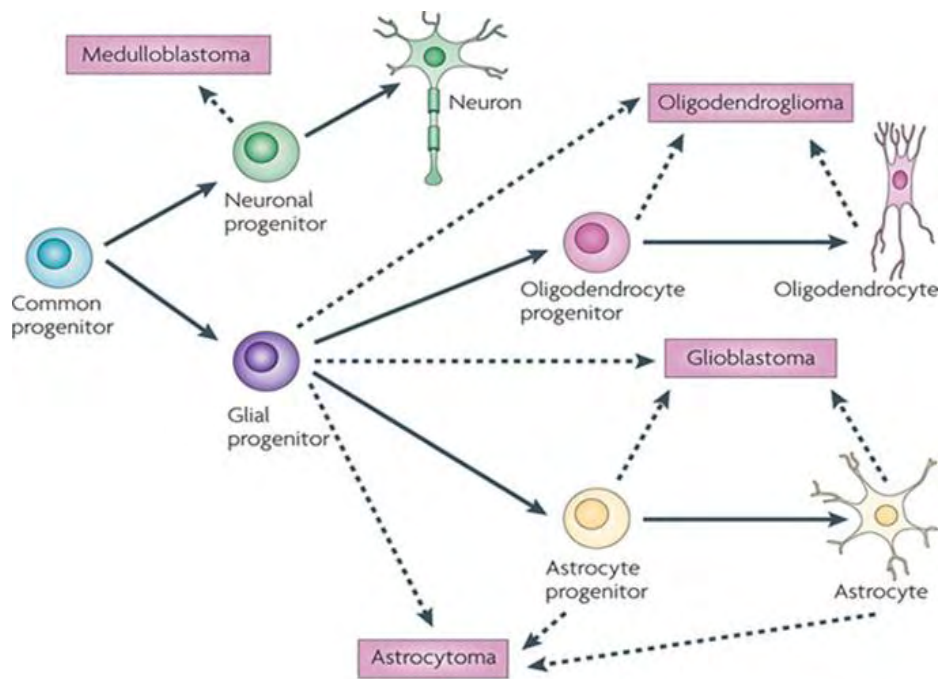 Medulloblastoma
Neuron
Oligodendroglioma
Neuronal
progenitor
Common
progenitor
Oligodendrocyte
progenitor
Oligodendrocyte
Glioblastoma
Glial
progenitor
Astrocyte
progenitor
Astrocyte
Astrocytoma